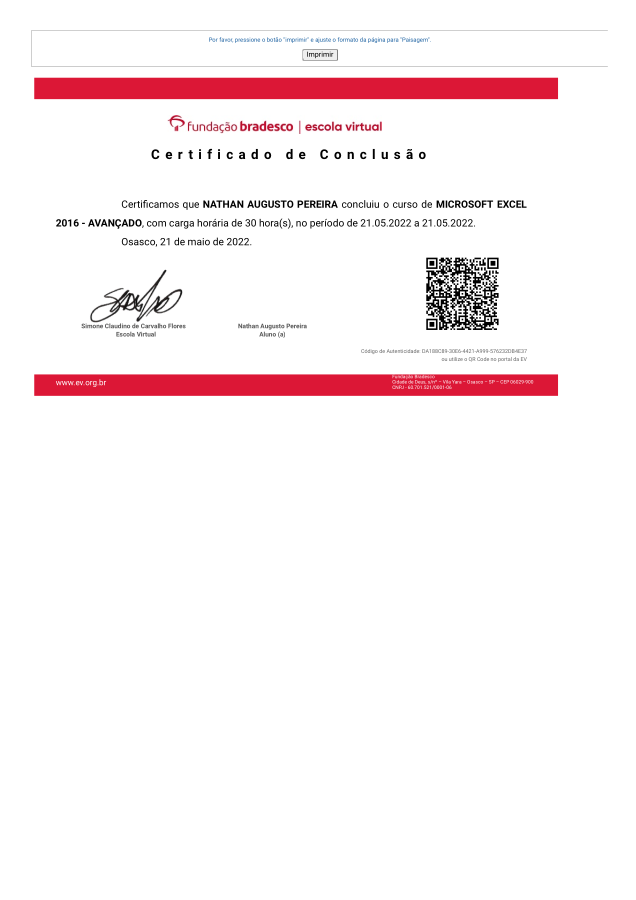 Por favor, pressione o botão "imprimir" e ajuste o formato da página para "Paisagem".
Imprimir
fundação bradesco | escola virtual
Certificado de Conclusão
Certificamos que NATHAN AUGUSTO PEREIRA concluiu o curso de MICROSOFT EXCEL
2016 - AVANÇADO, com carga horária de 30 hora(s), no período de 21.05.2022 a 21.05.2022.
Osasco, 21 de maio de 2022.
Simone Claudino de Carvalho Flores
Escola Virtual
Nathan Augusto Pereira
Aluno (a)
Código de Autenticidade:
ou utilize o QR Code no portal da EV
www.ev.org.br
Fundação Bradesco
Cidade de Deus, s/nº – Vila Yara – Osasco – SP – CEP 06029-900
CNPJ - 60.701.521/0001-06